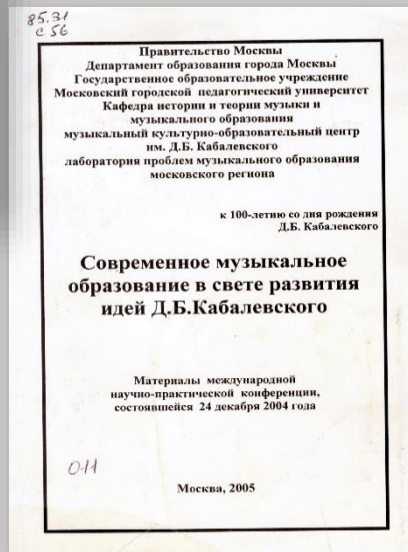 85.31
С 56
Правительство Москвы
Департамент образования города Москвы
Государственное образовательное учреждение
Московский городской педагогический университет
Кафедра истории и теории музыки и
музыкального образования
музыкальный культурно-образовательный центр
им. Д.Б. Кабалевского
лаборатория проблем музыкального образования
московского региона
к 100-летию со дня рождения
Д.Б. Кабалевского
Современное музыкальное
образование в свете развития
идей Д.Б.Кабалевского
Материалы международной
научно-практической конференции,
состоявшейся 24 декабря 2004 года
011
Москва, 2005